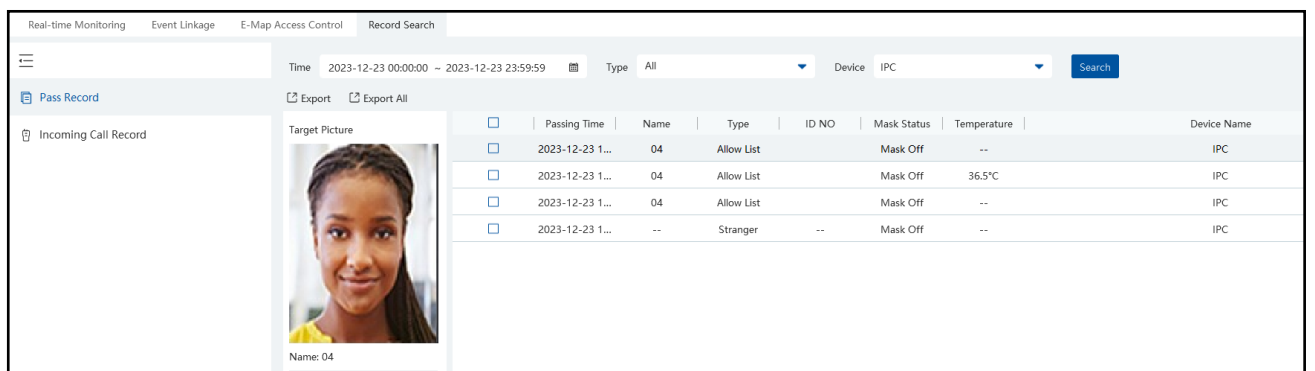 Real-time Monitoring Event Linkage E-Map Access Control Record Search
Time 2023-12-23 00:00:00 ~ 2023-12-23 23:59:59 Type All Device IPC Search
Pass Record
Incoming Call Record
Export Export All
Target Picture
Name: 04
Passing Time Name Type ID NO Mask Status Temperature Device Name
2023-12-23 1... 04 Allow List Mask Off -- IPC
2023-12-23 1... 04 Allow List Mask Off 36.5°C IPC
2023-12-23 1... 04 Allow List Mask Off -- IPC
2023-12-23 1... -- Stranger -- Mask Off -- IPC